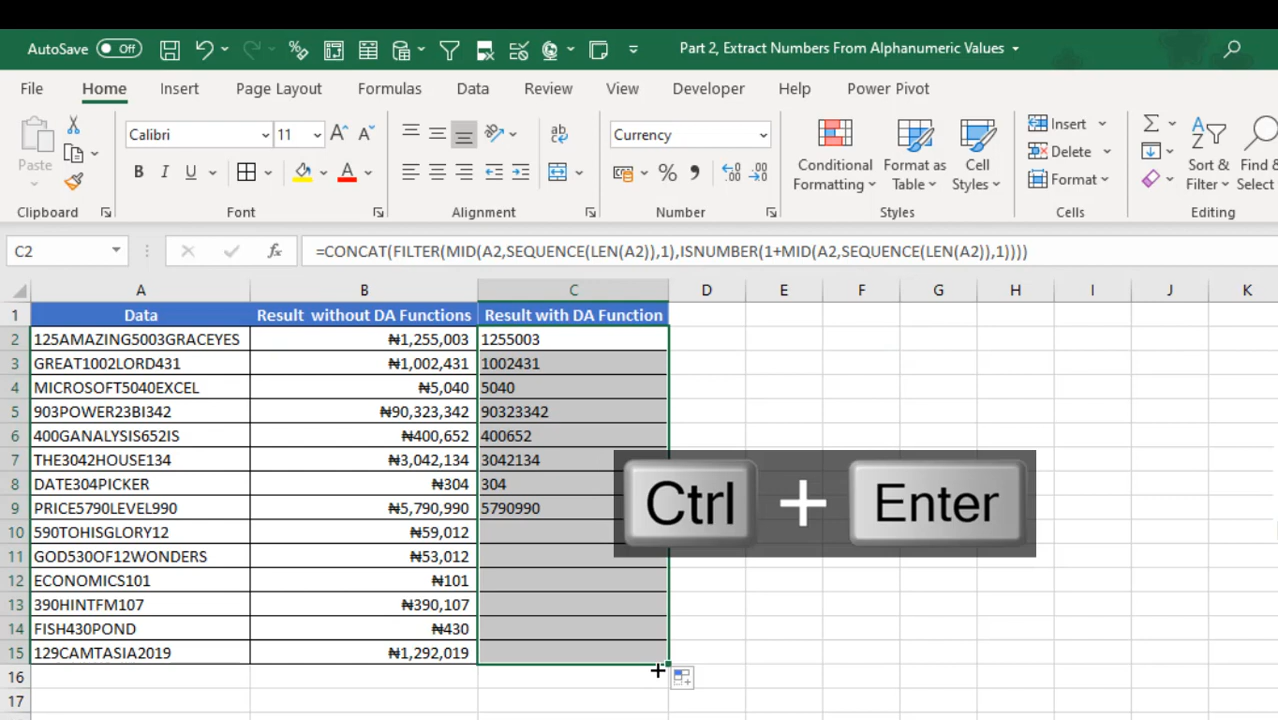 AutoSave Off Part 2, Extract Numbers From Alphanumeric Values
File Home Insert Page Layout Formulas Data Review View Developer Help Power Pivot
Paste Calibri 11 A A ab Currency Insert
B I U A % Conditional Formatting Format as Table Cell Styles Delete Format Sort & Filter Find & Select
Clipboard Font Alignment Number Styles Cells Editing
C2 fx =CONCAT(FILTER(MID(A2,SEQUENCE(LEN(A2)),1),ISNUMBER(1+MID(A2,SEQUENCE(LEN(A2)),1))))
A B C D E F G H I J K
1 Data Result without DA Functions Result with DA Function
2 125AMAZING5003GRACEYES ₦1,255,003 1255003
3 GREAT1002LORD431 ₦1,002,431 1002431
4 MICROSOFT5040EXCEL ₦5,040 5040
5 903POWER23BI342 ₦90,323,342 90323342
6 400GANALYSIS652IS ₦400,652 400652
7 THE3042HOUSE134 ₦3,042,134 3042134
8 DATE304PICKER ₦304 304
9 PRICE5790LEVEL990 ₦5,790,990 5790990
Ctrl + Enter
10 590TOHISGLORY12 ₦59,012
11 GOD530OF12WONDERS ₦53,012
12 ECONOMICS101 ₦101
13 390HINTFM107 ₦390,107
14 FISH430POND ₦430
15 129CAMTASIA2019 ₦1,292,019
16
17